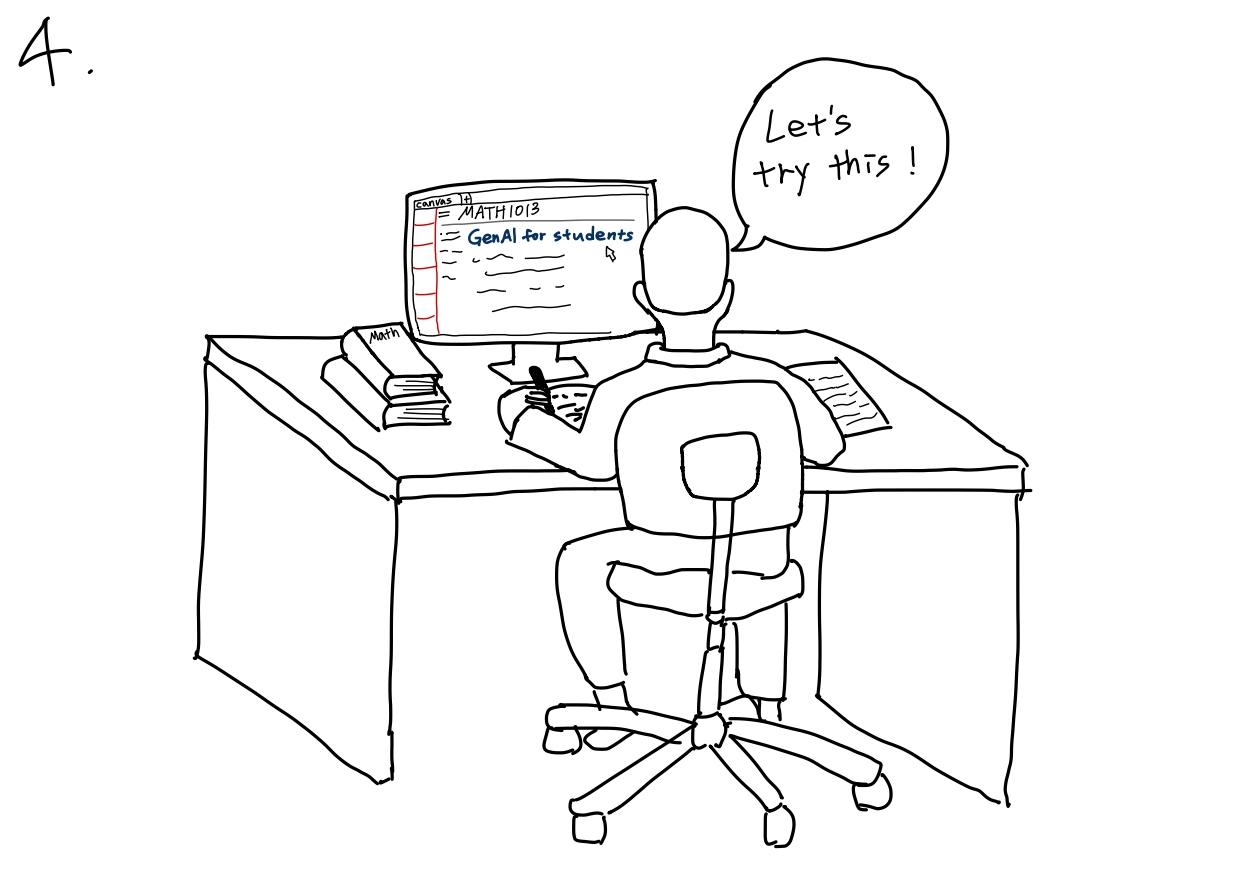 4.
Let's
try this !
canvas
MATH1013
GenAI for students
Math